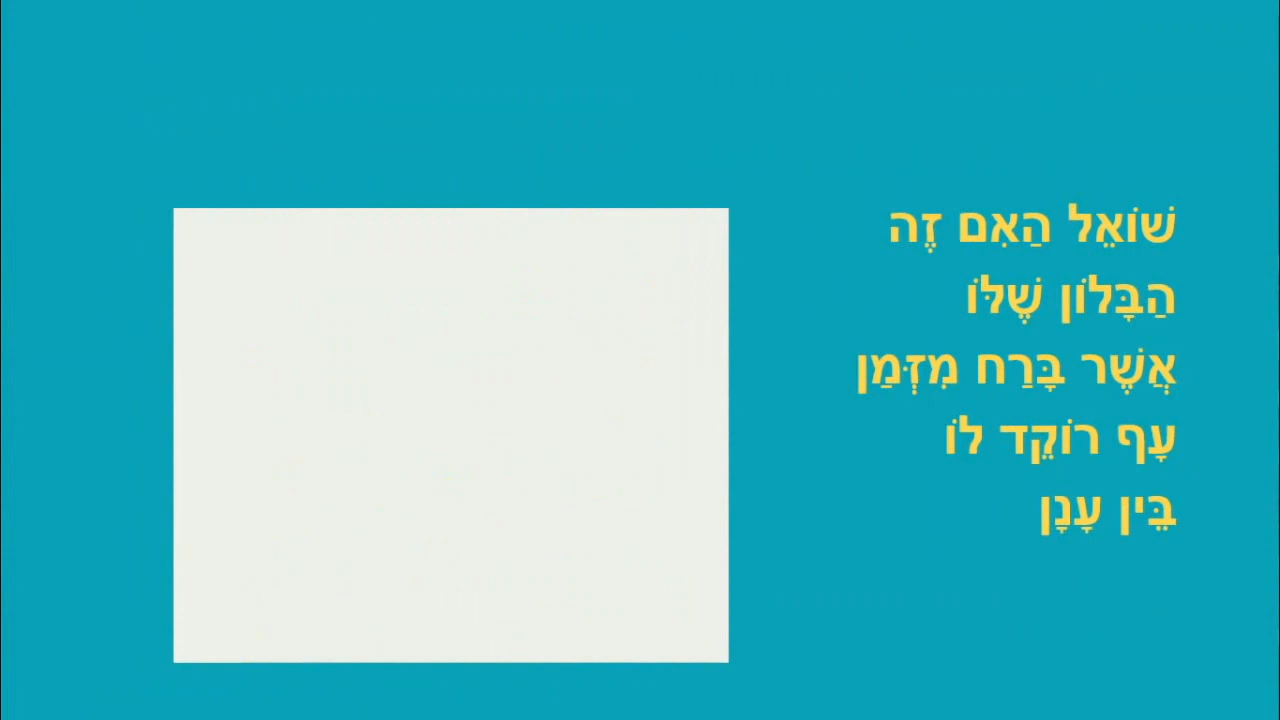 שׁוֹאֵל הַאִם זֶה
הַבָּלוֹן שֶׁלּוֹ
אֲשֶׁר בָּרַח מִזְּמַן
עָף רוֹקֵד לוֹ
בֵּין עָנָן